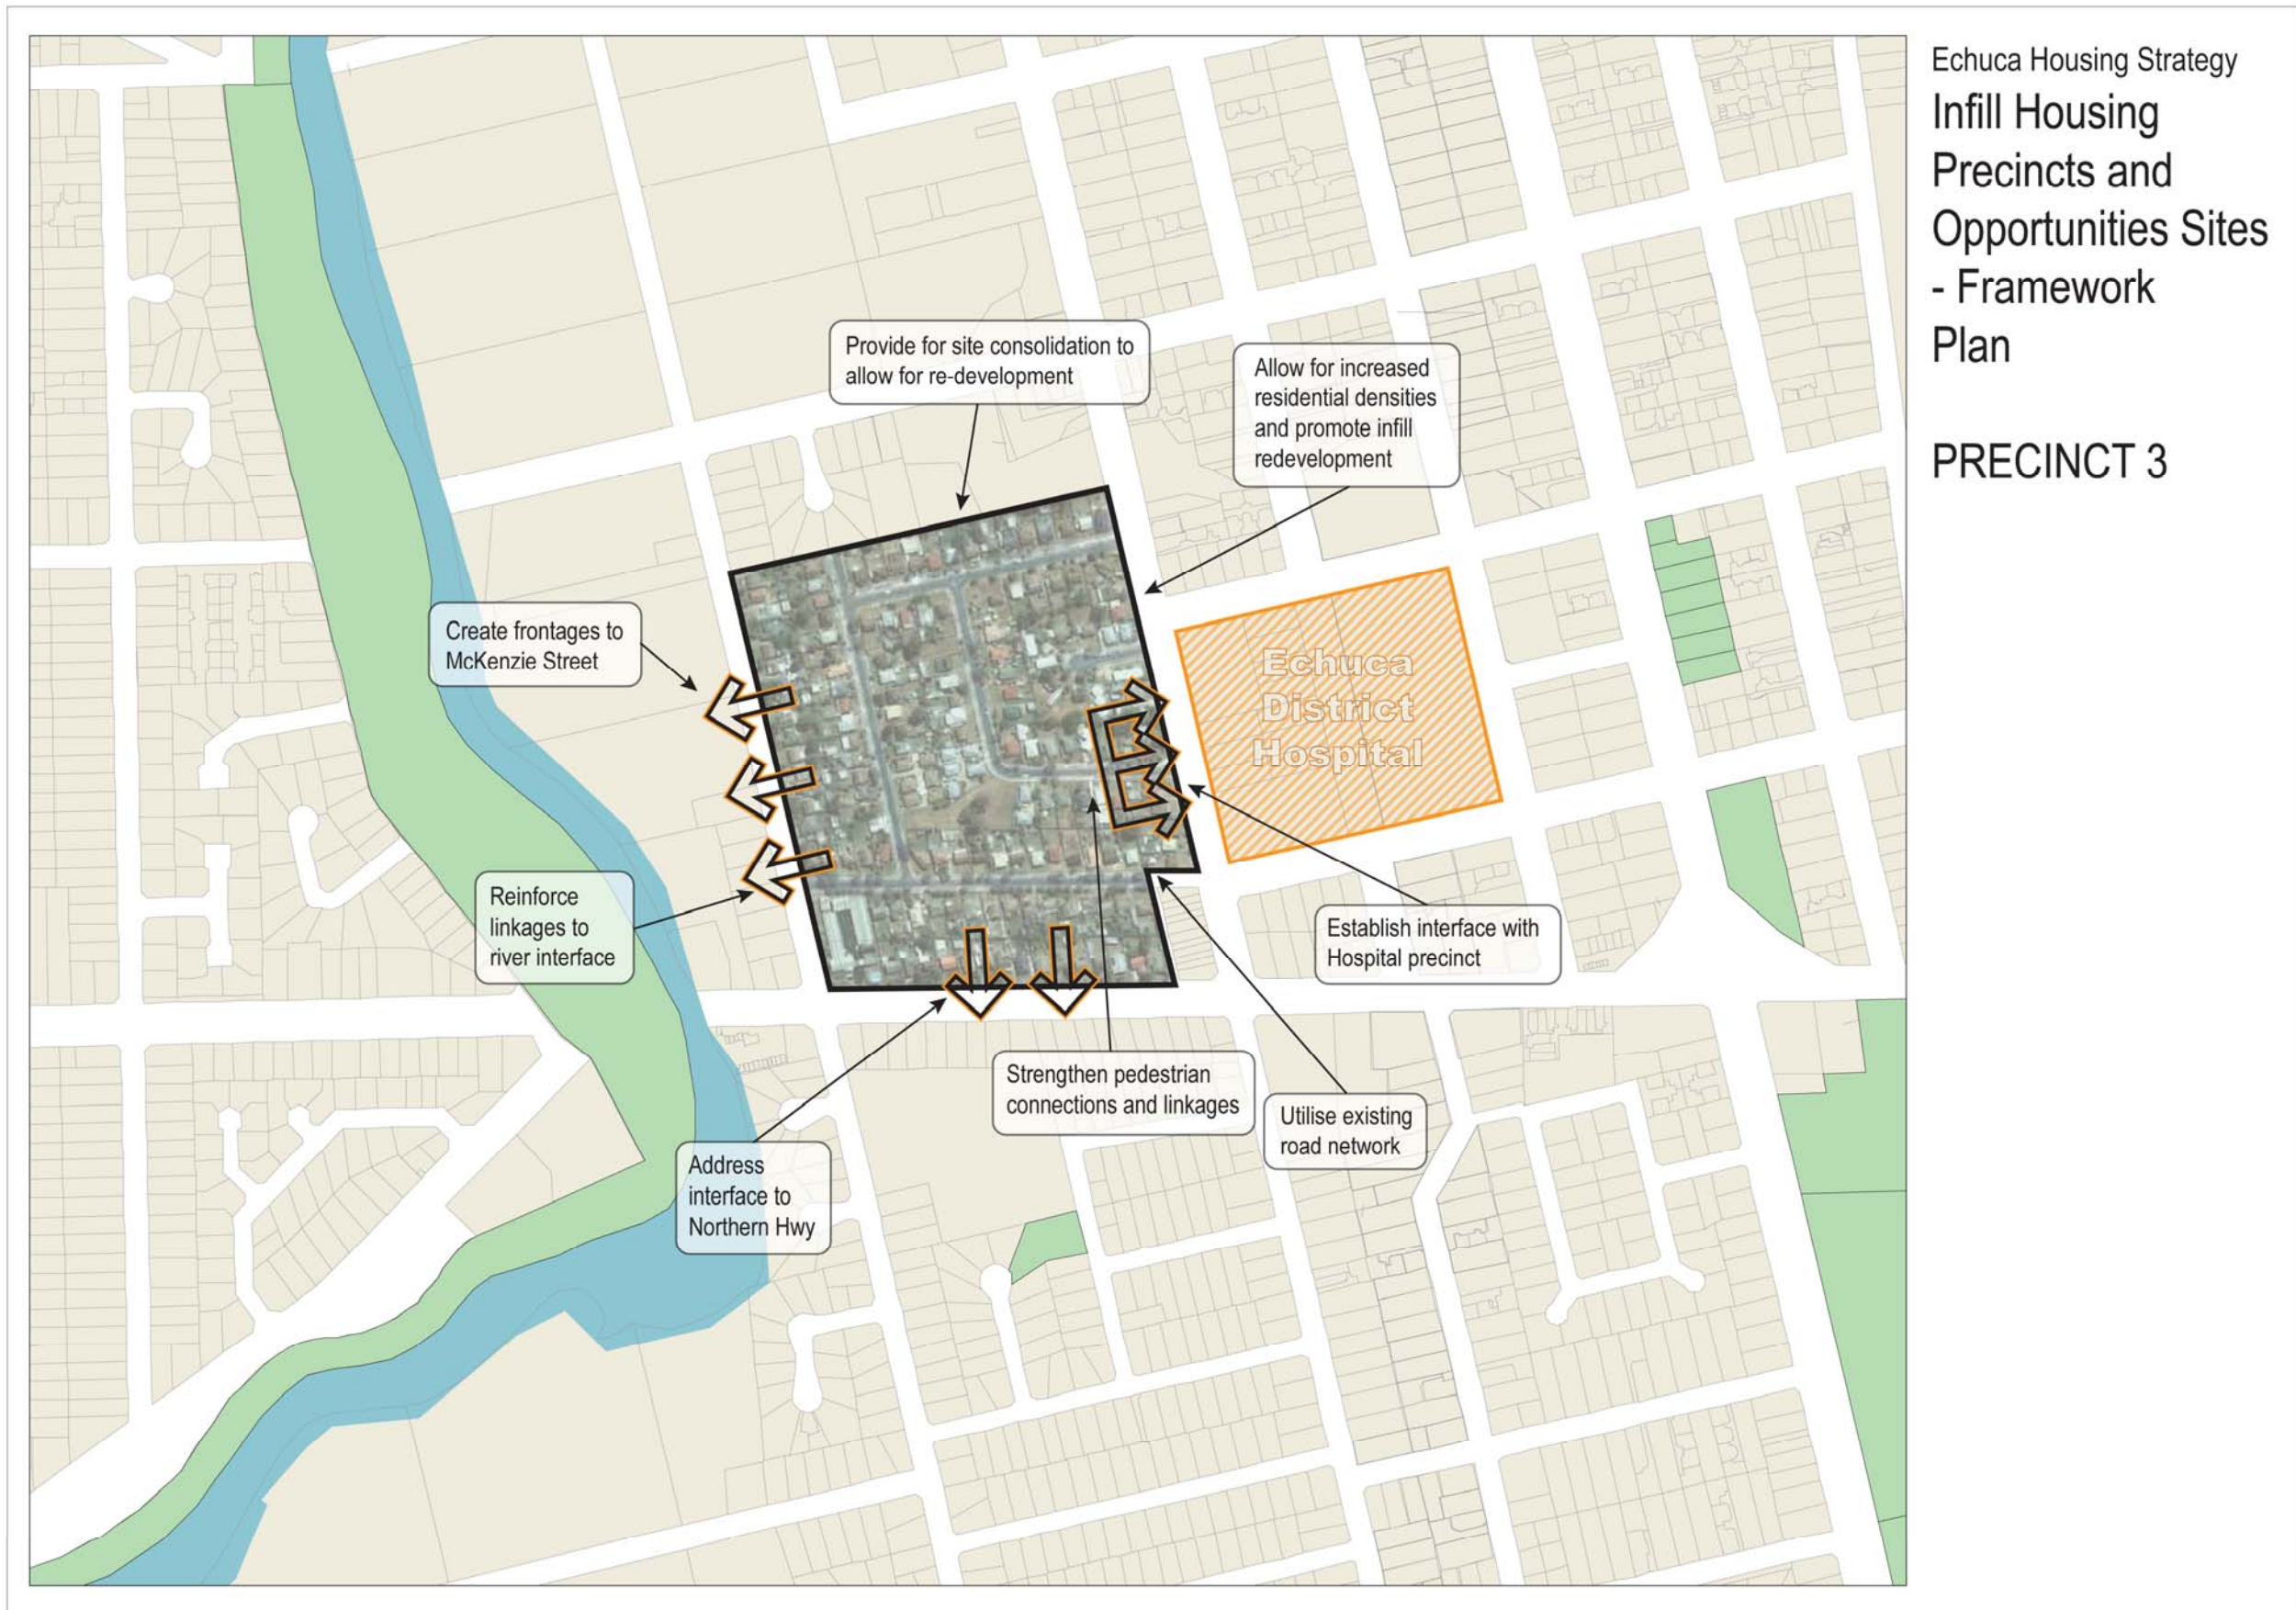 Echuca Housing Strategy
Infill Housing
Precincts and
Opportunities Sites
- Framework
Plan
PRECINCT 3
Provide for site consolidation to
allow for re-development
Allow for increased
residential densities
and promote infill
redevelopment
Create frontages to
McKenzie Street
Echuca
District
Hospital
Reinforce
linkages to
river interface
Establish interface with
Hospital precinct
Strengthen pedestrian
connections and linkages
Utilise existing
road network
Address
interface to
Northern Hwy